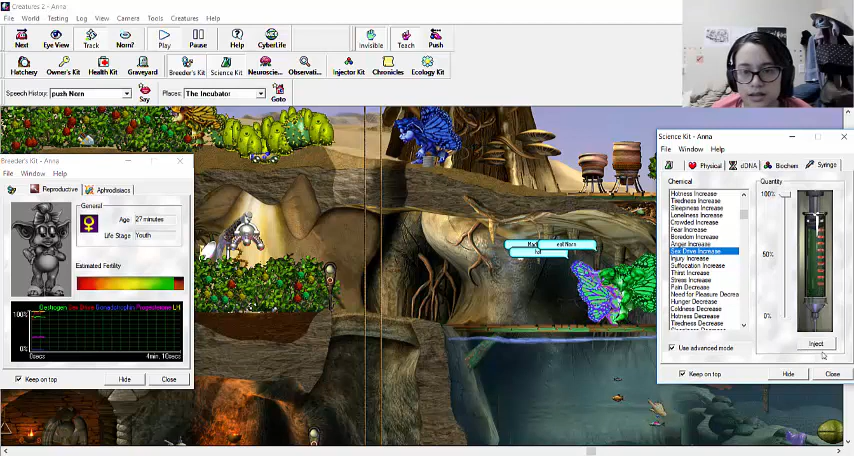 Creatures 2 - Anna
File World Testing Log View Camera Tools Creatures Help
Next Eye View Track Norn? Play Pause Help CyberLife Invisible Teach Push
Hatchery Owner's Kit Health Kit Graveyard Breeder's Kit Science Kit Neuroscie... Observati... Injector Kit Chronicles Ecology Kit
Speech History: push Norn Say Places: The Incubator Goto
Breeder's Kit - Anna
File Window Help
Reproductive Aphrodisiacs
General
Age 27 minutes
Life Stage Youth
Estimated Fertility
Oestrogen Sex Drive Gonadotrophin Progesterone LH
100%
0%
0secs 4min, 10secs
Keep on top Hide Close
Science Kit - Anna
File Window Help
Physical dDNA Biochem Syringe
Chemical
Hotness Increase
Tiredness Increase
Sleepiness Increase
Loneliness Increase
Crowded Increase
Fear Increase
Boredom Increase
Anger Increase
Sex Drive Increase
Injury Increase
Suffocation Increase
Thirst Increase
Stress Increase
Pain Decrease
Need for Pleasure Decrea
Hunger Decrease
Coldness Decrease
Hotness Decrease
Tiredness Decrease
Quantity
100%
50%
0%
Inject
Use advanced mode
Keep on top Hide Close